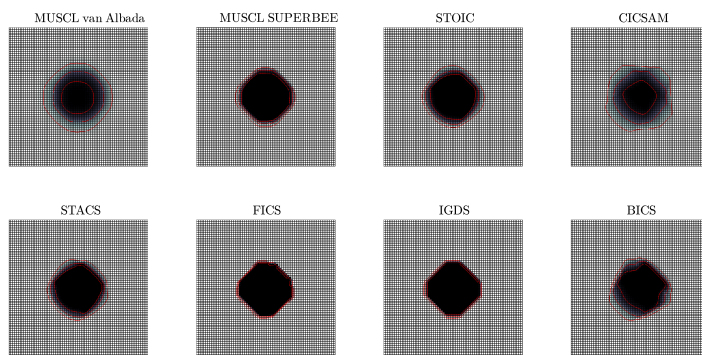 MUSCL van Albada
MUSCL SUPERBEE
STOIC
CICSAM
STACS
FICS
IGDS
BICS